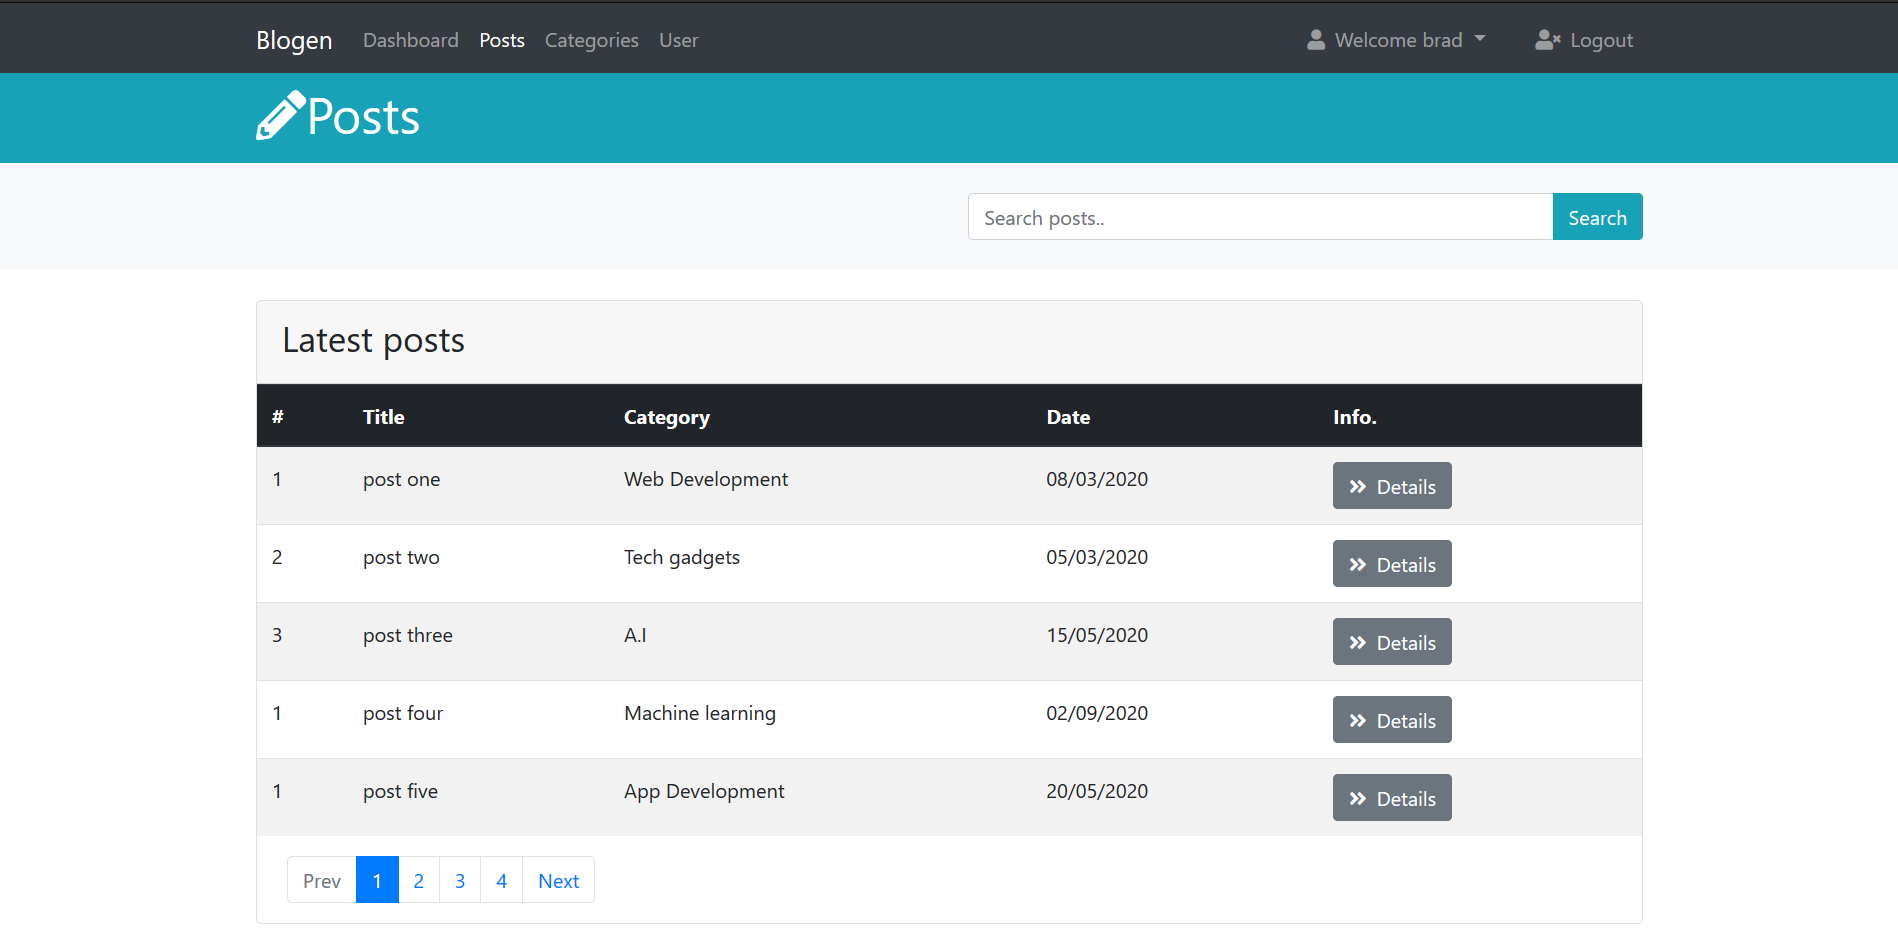 Blogen Dashboard Posts Categories User Welcome brad Logout
Posts
Search posts.. Search
Latest posts
# Title Category Date Info.
1 post one Web Development 08/03/2020 Details
2 post two Tech gadgets 05/03/2020 Details
3 post three A.I 15/05/2020 Details
1 post four Machine learning 02/09/2020 Details
1 post five App Development 20/05/2020 Details
Prev 1 2 3 4 Next